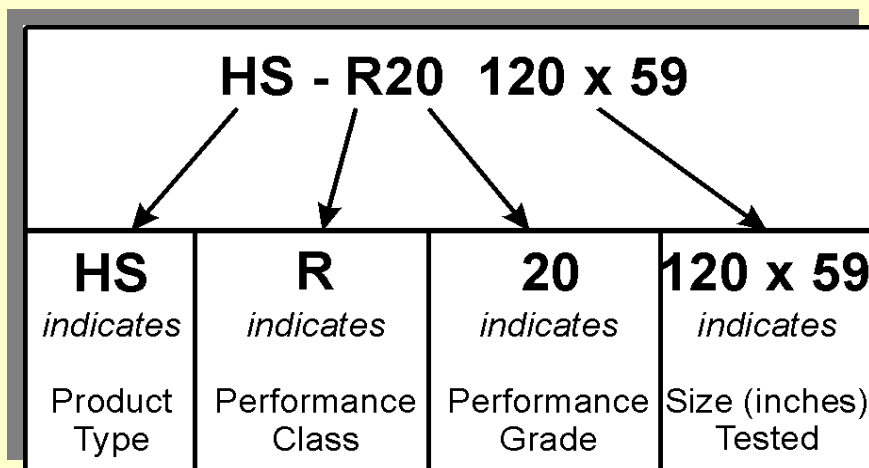 HS - R20 120 x 59
HS R 20 120 x 59
indicates indicates indicates indicates
Product Performance Performance Size (inches)
Type Class Grade Tested